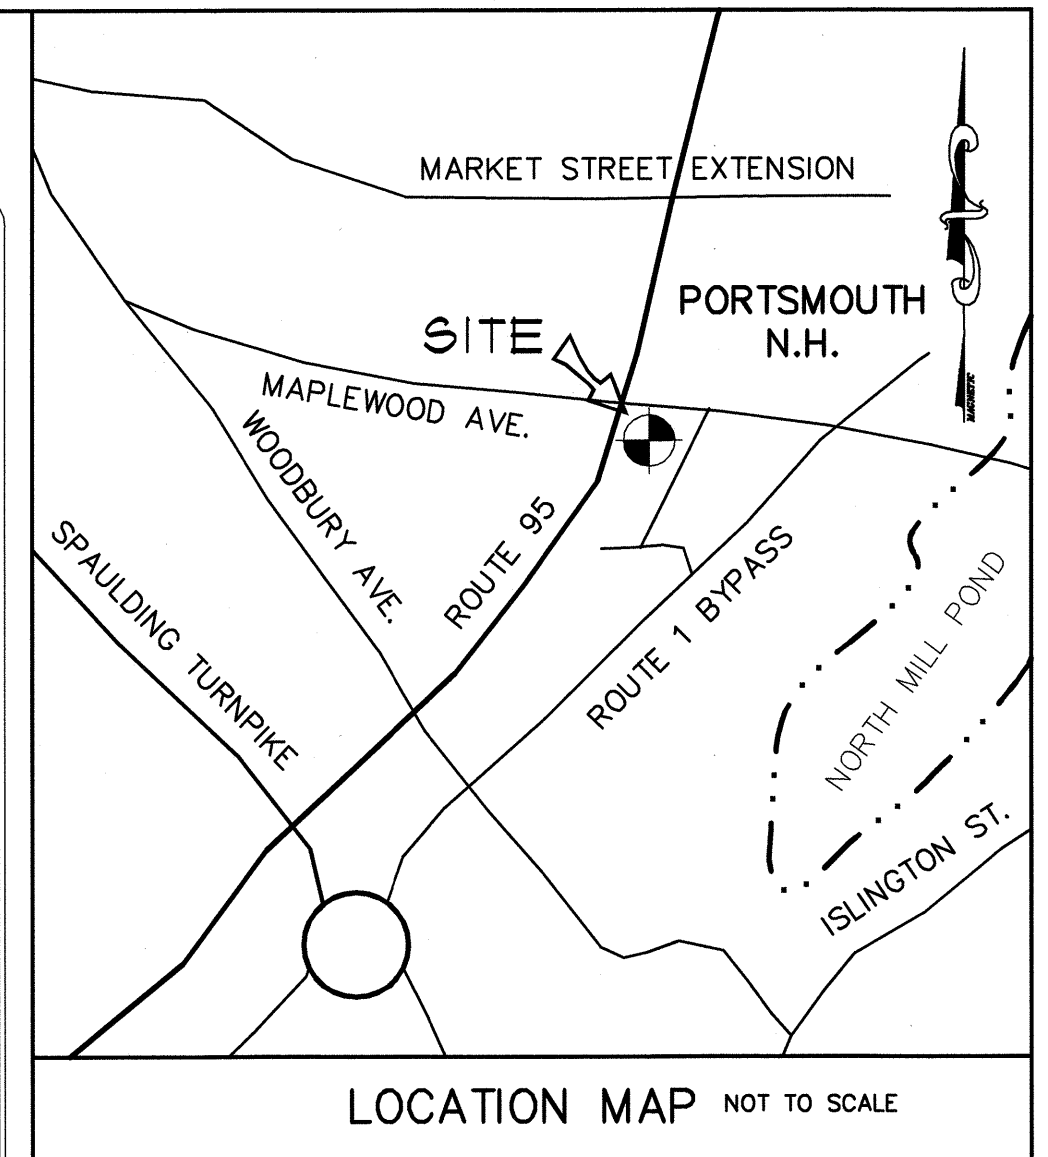 MARKET STREET EXTENSION
PORTSMOUTH
N.H.
SITE
MAPLEWOOD AVE.
MAGNETIC
WOODBURY AVE.
ROUTE 95
SPAULDING TURNPIKE
ROUTE 1 BYPASS
NORTH MILL POND
ISLINGTON ST.
LOCATION MAP NOT TO SCALE